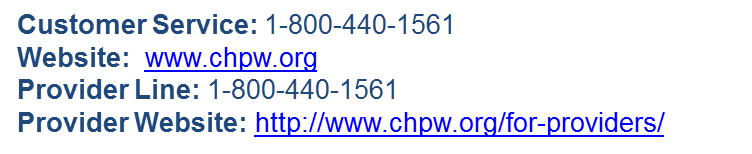 Customer Service: 1-800-440-1561
Website:  www.chpw.org
Provider Line: 1-800-440-1561
Provider Website: http://www.chpw.org/for-providers/